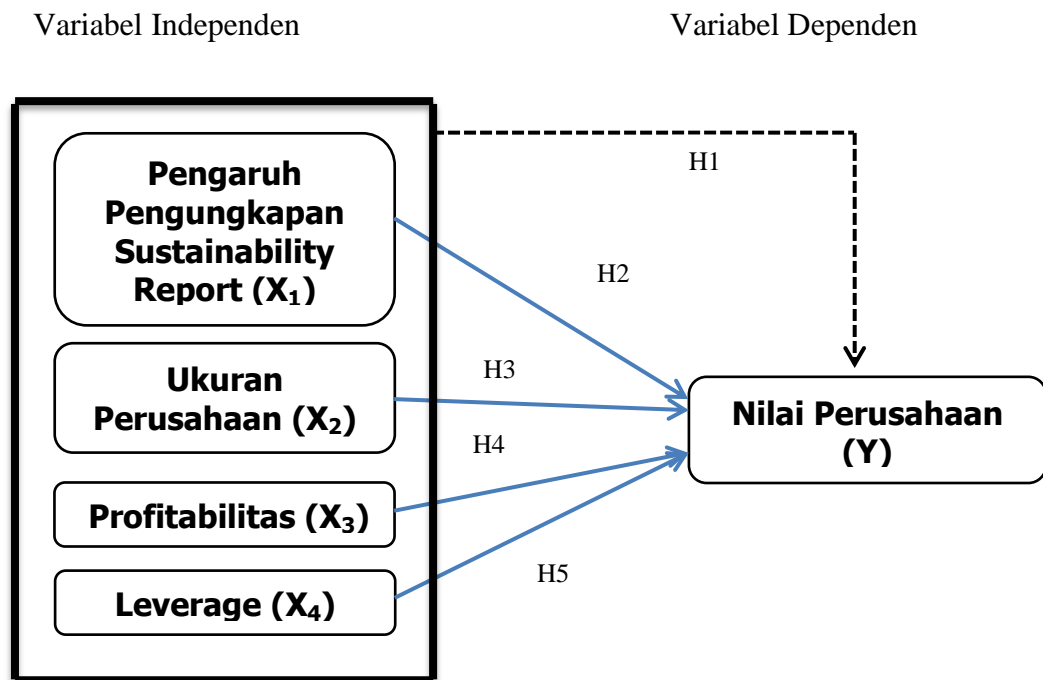 Variabel Independen
Variabel Dependen
Pengaruh
Pengungkapan
Sustainability
Report (X₁)
Ukuran
Perusahaan (X₂)
Profitabilitas (X₃)
Leverage (X₄)
H1
H2
H3
H4
H5
Nilai Perusahaan
(Y)